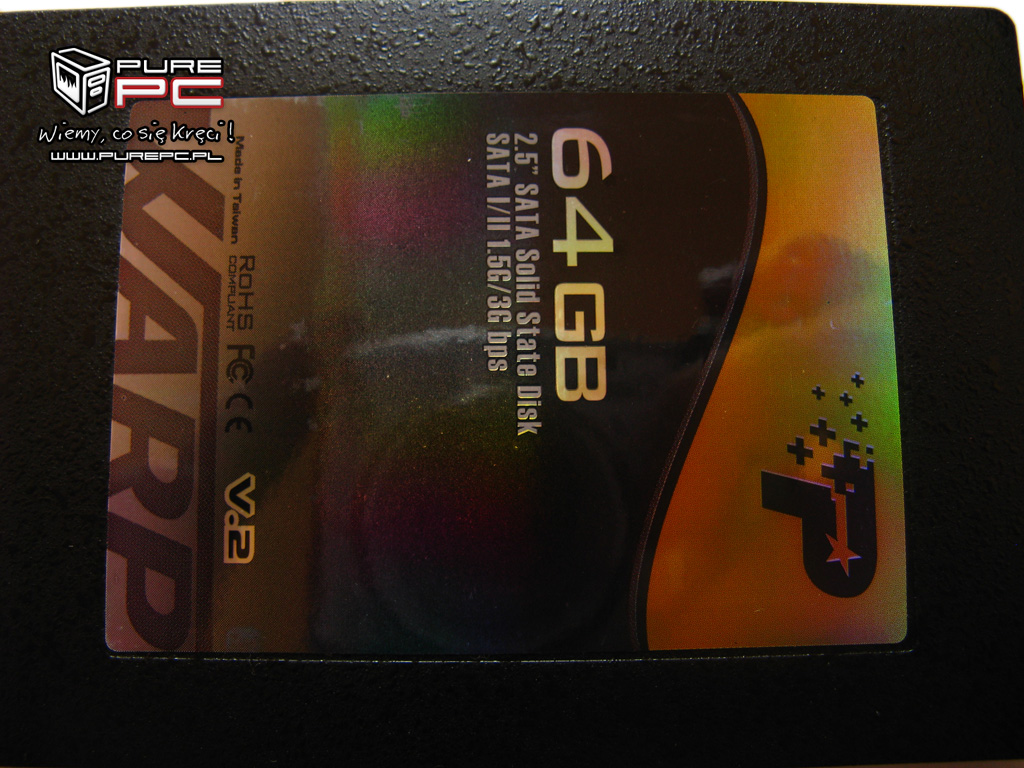 PURE
PC
Wiemy, co się Kręci!
WWW.PUREPC.PL
64 GB
2.5" SATA Solid State Disk
SATA I/II 1.5G/3G bps
Made in Taiwan
RoHS
COMPLIANT
FC CE
V.2
WARP